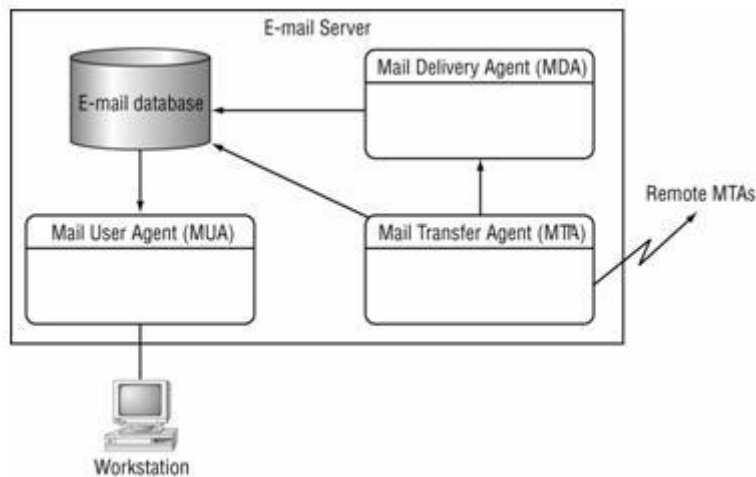 E-mail Server
Mail Delivery Agent (MDA)
E-mail database
Remote MTAs
Mail User Agent (MUA)
Mail Transfer Agent (MTA)
Workstation